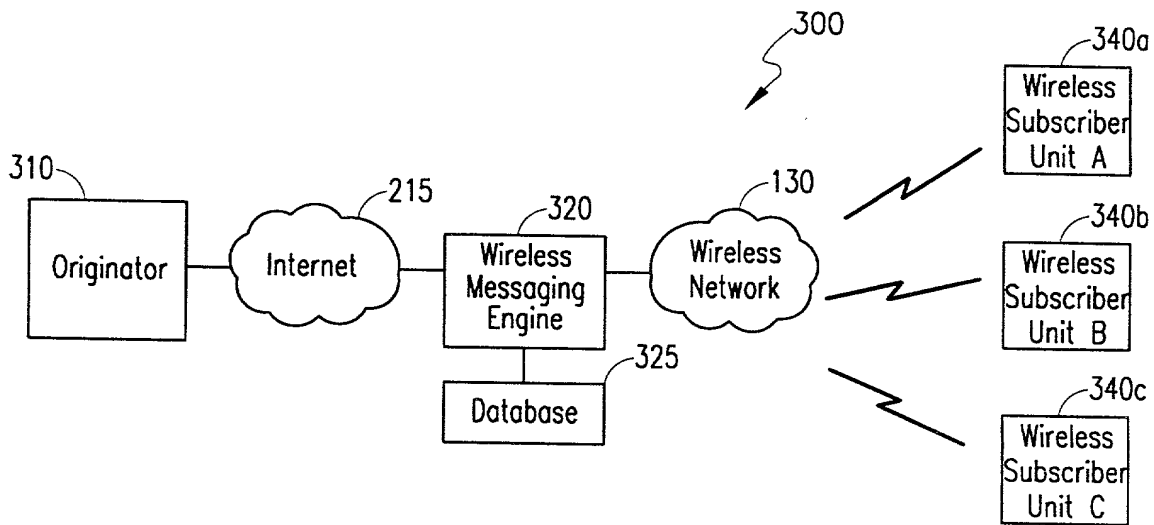 300
310
Originator
215
Internet
320
Wireless
Messaging
Engine
325
Database
130
Wireless
Network
340a
Wireless
Subscriber
Unit A
340b
Wireless
Subscriber
Unit B
340c
Wireless
Subscriber
Unit C